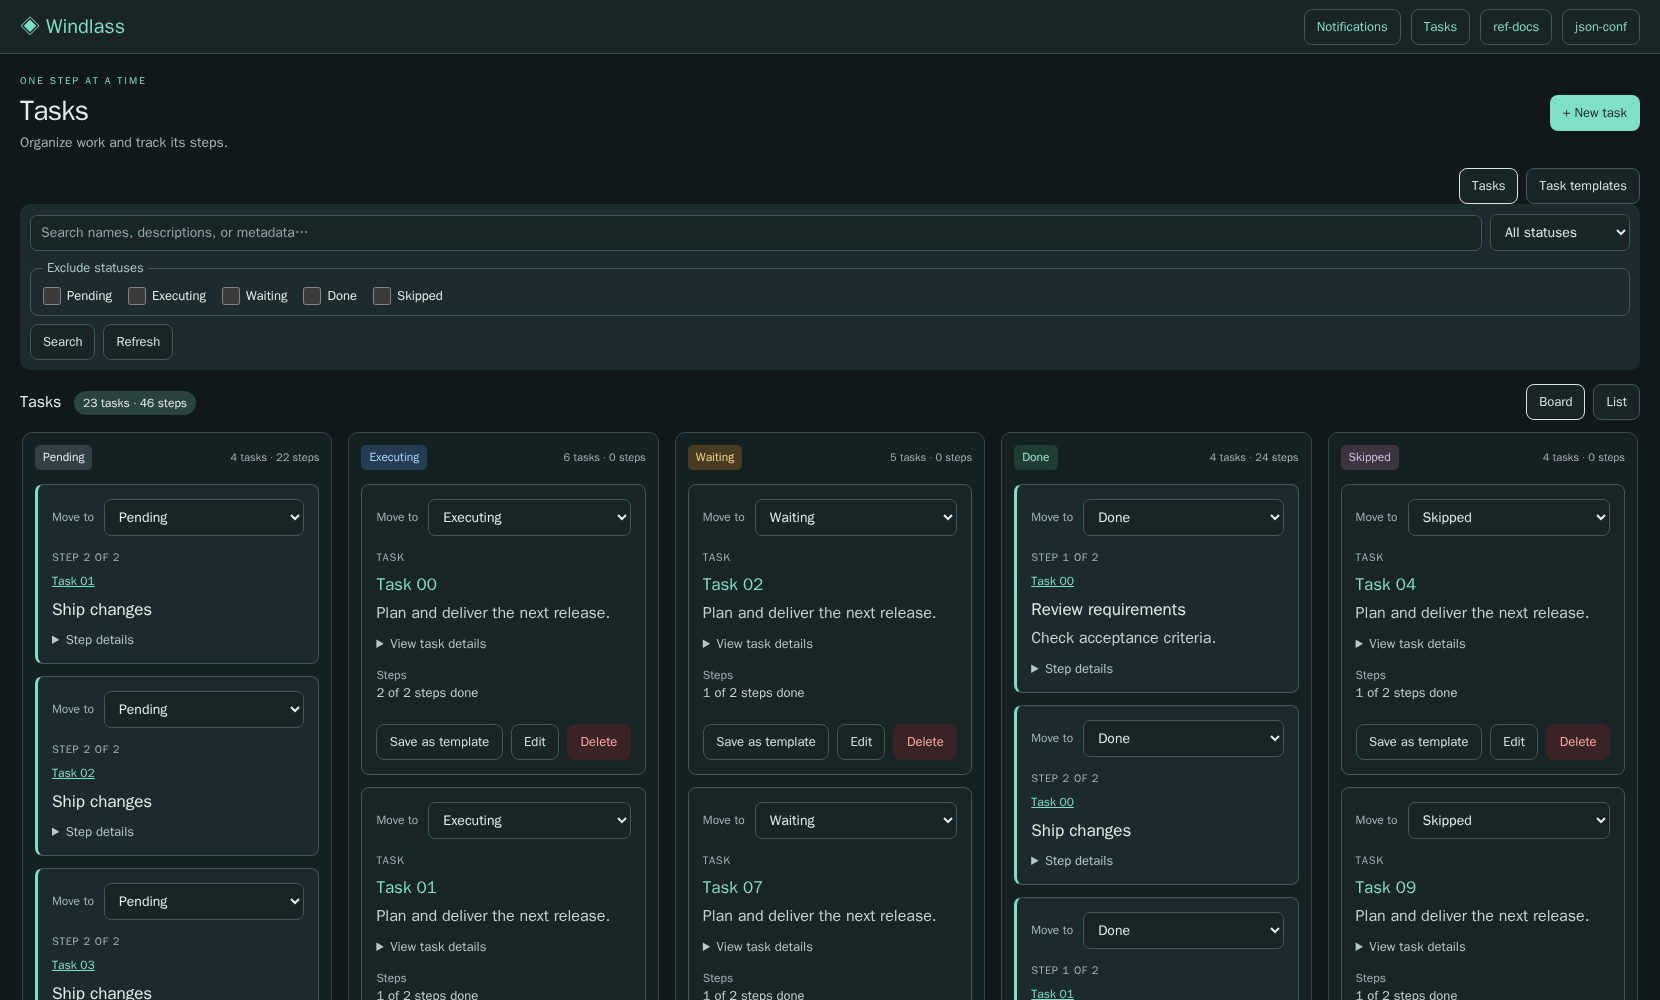 Windlass
Notifications
Tasks
ref-docs
json-conf
ONE STEP AT A TIME
Tasks
Organize work and track its steps.
+ New task
Tasks
Task templates
Search names, descriptions, or metadata…
All statuses
Exclude statuses
Pending
Executing
Waiting
Done
Skipped
Search
Refresh
Tasks
23 tasks · 46 steps
Board
List
Pending
4 tasks · 22 steps
Move to
Pending
STEP 2 OF 2
Task 01
Ship changes
Step details
Move to
Pending
STEP 2 OF 2
Task 02
Ship changes
Step details
Move to
Pending
STEP 2 OF 2
Task 03
Ship changes
Executing
6 tasks · 0 steps
Move to
Executing
TASK
Task 00
Plan and deliver the next release.
View task details
Steps
2 of 2 steps done
Save as template
Edit
Delete
Move to
Executing
TASK
Task 01
Plan and deliver the next release.
View task details
Steps
1 of 2 steps done
Waiting
5 tasks · 0 steps
Move to
Waiting
TASK
Task 02
Plan and deliver the next release.
View task details
Steps
1 of 2 steps done
Save as template
Edit
Delete
Move to
Waiting
TASK
Task 07
Plan and deliver the next release.
View task details
Steps
1 of 2 steps done
Done
4 tasks · 24 steps
Move to
Done
STEP 1 OF 2
Task 00
Review requirements
Check acceptance criteria.
Step details
Move to
Done
STEP 2 OF 2
Task 00
Ship changes
Step details
Move to
Done
STEP 1 OF 2
Task 01
Skipped
4 tasks · 0 steps
Move to
Skipped
TASK
Task 04
Plan and deliver the next release.
View task details
Steps
1 of 2 steps done
Save as template
Edit
Delete
Move to
Skipped
TASK
Task 09
Plan and deliver the next release.
View task details
Steps
1 of 2 steps done